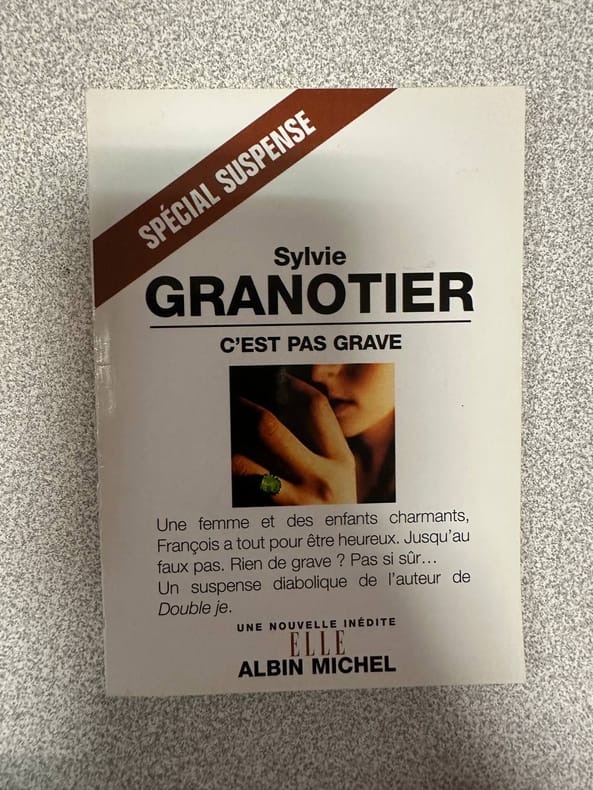 SPÉCIAL SUSPENSE
Sylvie
GRANOTIER
C'EST PAS GRAVE
Une femme et des enfants charmants,
François a tout pour être heureux. Jusqu'au
faux pas. Rien de grave ? Pas si sûr...
Un suspense diabolique de l'auteur de
Double je.
UNE NOUVELLE INÉDITE
ELLE
ALBIN MICHEL